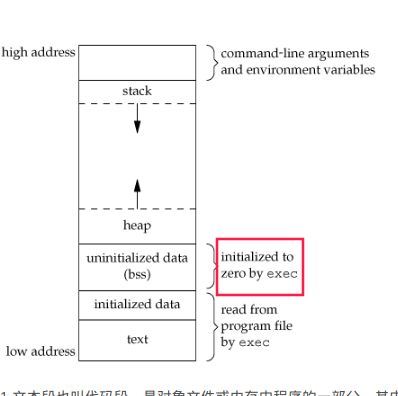 high address
command-line arguments
and environment variables
stack
heap
uninitialized data
(bss)
initialized to
zero by exec
initialized data
read from
program file
by exec
text
low address